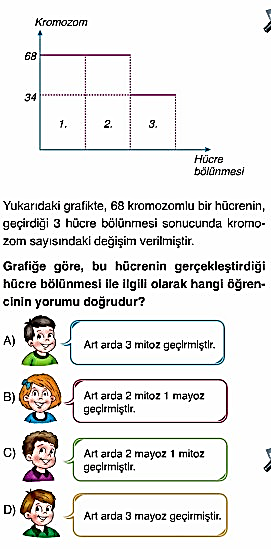 Kromozom
68
34
1.
2.
3.
Hücre
bölünmesi
Yukarıdaki grafikte, 68 kromozomlu bir hücrenin,
geçirdiği 3 hücre bölünmesi sonucunda kromo-
zom sayısındaki değişim verilmiştir.
Grafiğe göre, bu hücrenin gerçekleştirdiği
hücre bölünmesi ile ilgili olarak hangi öğren-
cinin yorumu doğrudur?
A)
Art arda 3 mitoz geçirmiştir.
B)
Art arda 2 mitoz 1 mayoz
geçirmiştir.
C)
Art arda 2 mayoz 1 mitoz
geçirmiştir.
D)
Art arda 3 mayoz geçirmiştir.